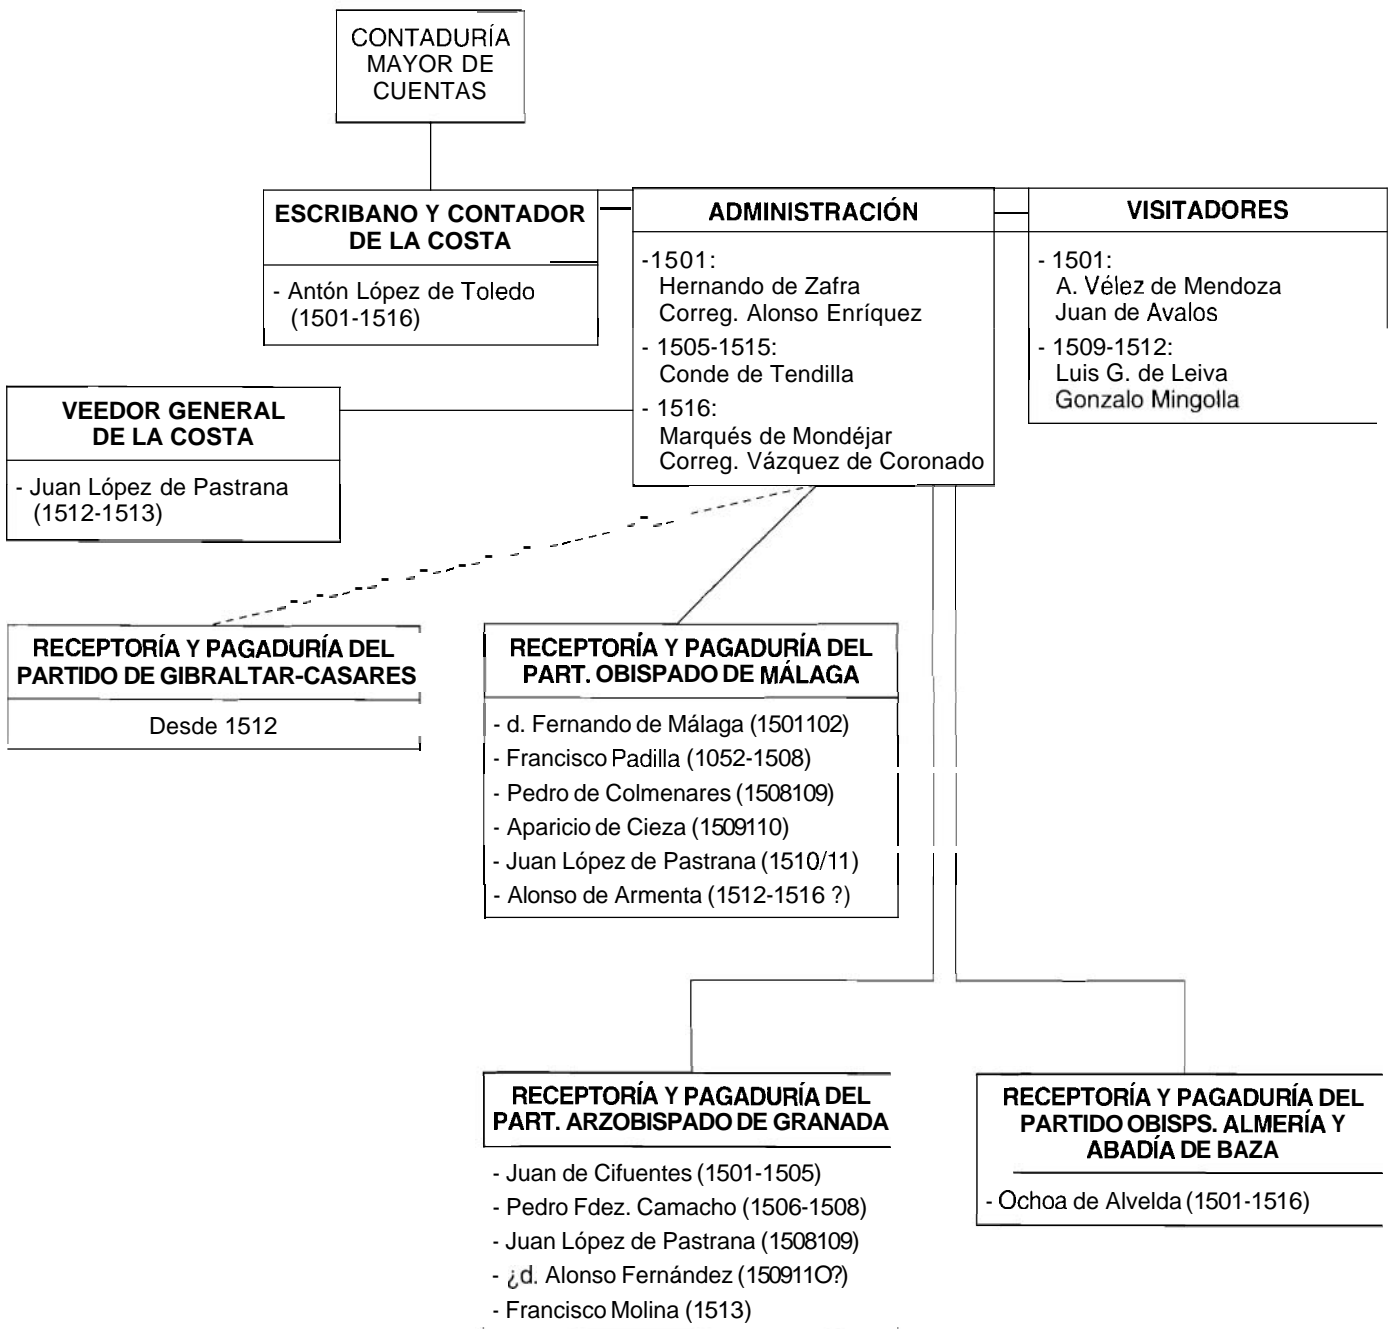 CONTADURÍA
MAYOR DE
CUENTAS
ESCRIBANO Y CONTADOR
DE LA COSTA
- Antón López de Toledo
(1501-1516)
ADMINISTRACIÓN
-1501:
Hernando de Zafra
Correg. Alonso Enríquez
- 1505-1515:
Conde de Tendilla
- 1516:
Marqués de Mondéjar
Correg. Vázquez de Coronado
VISITADORES
- 1501:
A. Vélez de Mendoza
Juan de Avalos
- 1509-1512:
Luis G. de Leiva
Gonzalo Mingolla
VEEDOR GENERAL
DE LA COSTA
- Juan López de Pastrana
(1512-1513)
RECEPTORÍA Y PAGADURÍA DEL
PARTIDO DE GIBRALTAR-CASARES
Desde 1512
RECEPTORÍA Y PAGADURÍA DEL
PART. OBISPADO DE MÁLAGA
- d. Fernando de Málaga (1501102)
- Francisco Padilla (1052-1508)
- Pedro de Colmenares (1508109)
- Aparicio de Cieza (1509110)
- Juan López de Pastrana (1510/11)
- Alonso de Armenta (1512-1516 ?)
RECEPTORÍA Y PAGADURÍA DEL
PART. ARZOBISPADO DE GRANADA
- Juan de Cifuentes (1501-1505)
- Pedro Fdez. Camacho (1506-1508)
- Juan López de Pastrana (1508109)
- ¿d. Alonso Fernández (150911O?)
- Francisco Molina (1513)
RECEPTORÍA Y PAGADURÍA DEL
PARTIDO OBISPS. ALMERÍA Y
ABADÍA DE BAZA
- Ochoa de Alvelda (1501-1516)